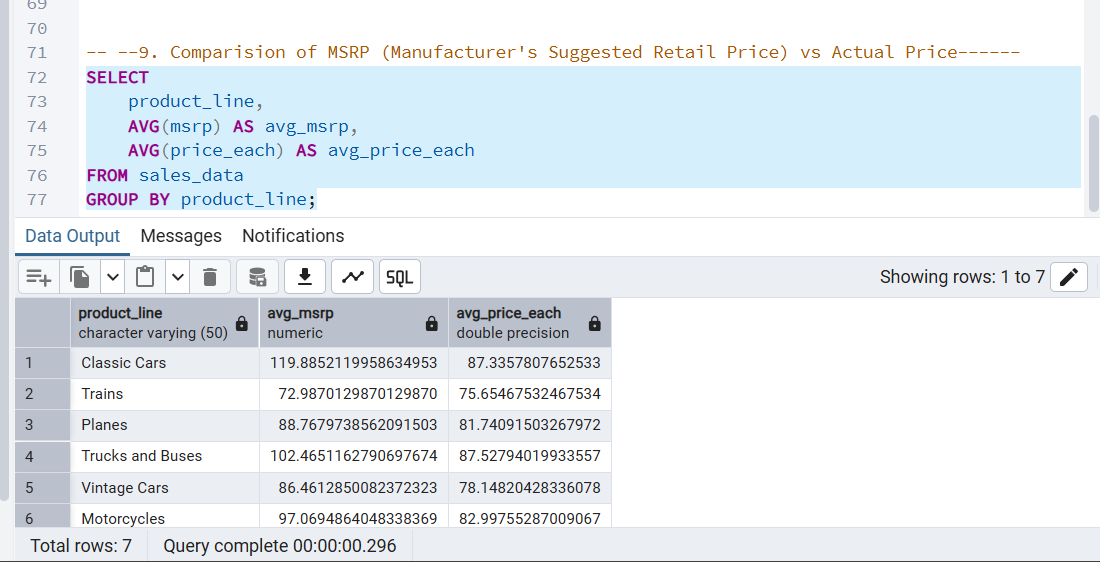 69
70
71 -- --9. Comparision of MSRP (Manufacturer's Suggested Retail Price) vs Actual Price------
72 SELECT
73 product_line,
74 AVG(msrp) AS avg_msrp,
75 AVG(price_each) AS avg_price_each
76 FROM sales_data
77 GROUP BY product_line;
Data Output Messages Notifications
SQL Showing rows: 1 to 7
product_line avg_msrp avg_price_each
character varying (50) numeric double precision
1 Classic Cars 119.8852119958634953 87.3357807652533
2 Trains 72.9870129870129870 75.65467532467534
3 Planes 88.7679738562091503 81.74091503267972
4 Trucks and Buses 102.4651162790697674 87.52794019933557
5 Vintage Cars 86.4612850082372323 78.14820428336078
6 Motorcycles 97.0694864048338369 82.99755287009067
Total rows: 7 Query complete 00:00:00.296